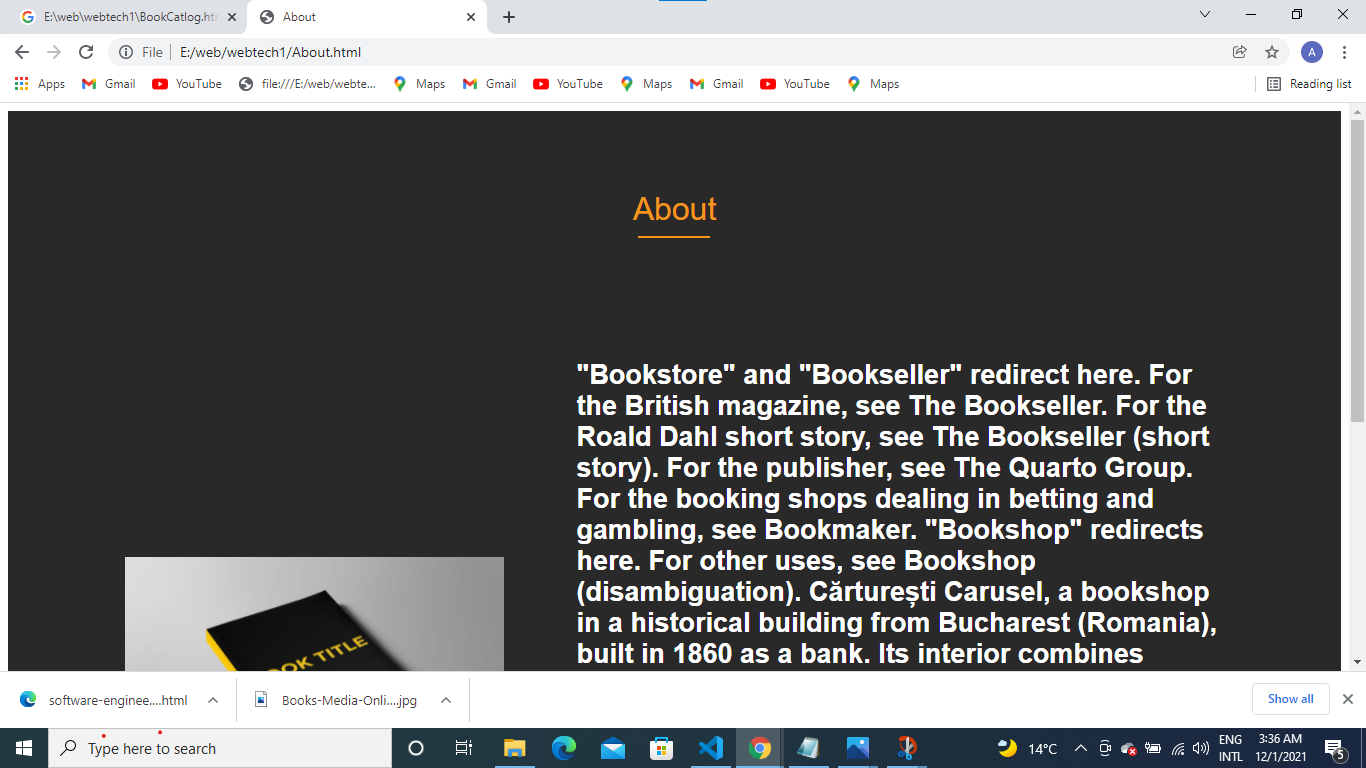 E:\web\webtech1\BookCatlog.htm
About
File
E:/web/webtech1/About.html
A
Apps
Gmail
YouTube
file:///E:/web/webte...
Maps
Gmail
YouTube
Maps
Gmail
YouTube
Maps
Reading list
About
"Bookstore" and "Bookseller" redirect here. For
the British magazine, see The Bookseller. For the
Roald Dahl short story, see The Bookseller (short
story). For the publisher, see The Quarto Group.
For the booking shops dealing in betting and
gambling, see Bookmaker. "Bookshop" redirects
here. For other uses, see Bookshop
(disambiguation). Cărturești Carusel, a bookshop
in a historical building from Bucharest (Romania),
built in 1860 as a bank. Its interior combines
OOK TITLE
software-enginee....html
Books-Media-Onli....jpg
Show all
Type here to search
14°C
ENG
INTL
3:36 AM
12/1/2021
5